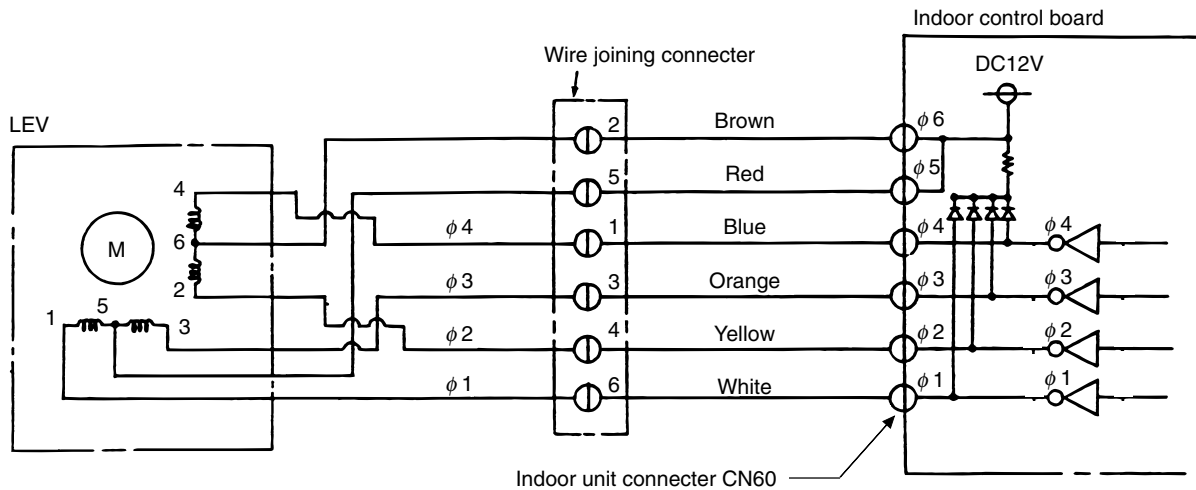 Indoor control board
Wire joining connecter
DC12V
LEV
2 Brown ϕ6
5 Red ϕ5
4
6
2
M
ϕ4 1 Blue ϕ4 ϕ4
ϕ3 3 Orange ϕ3 ϕ3
1 5 3
ϕ2 4 Yellow ϕ2 ϕ2
ϕ1 6 White ϕ1 ϕ1
Indoor unit connecter CN60